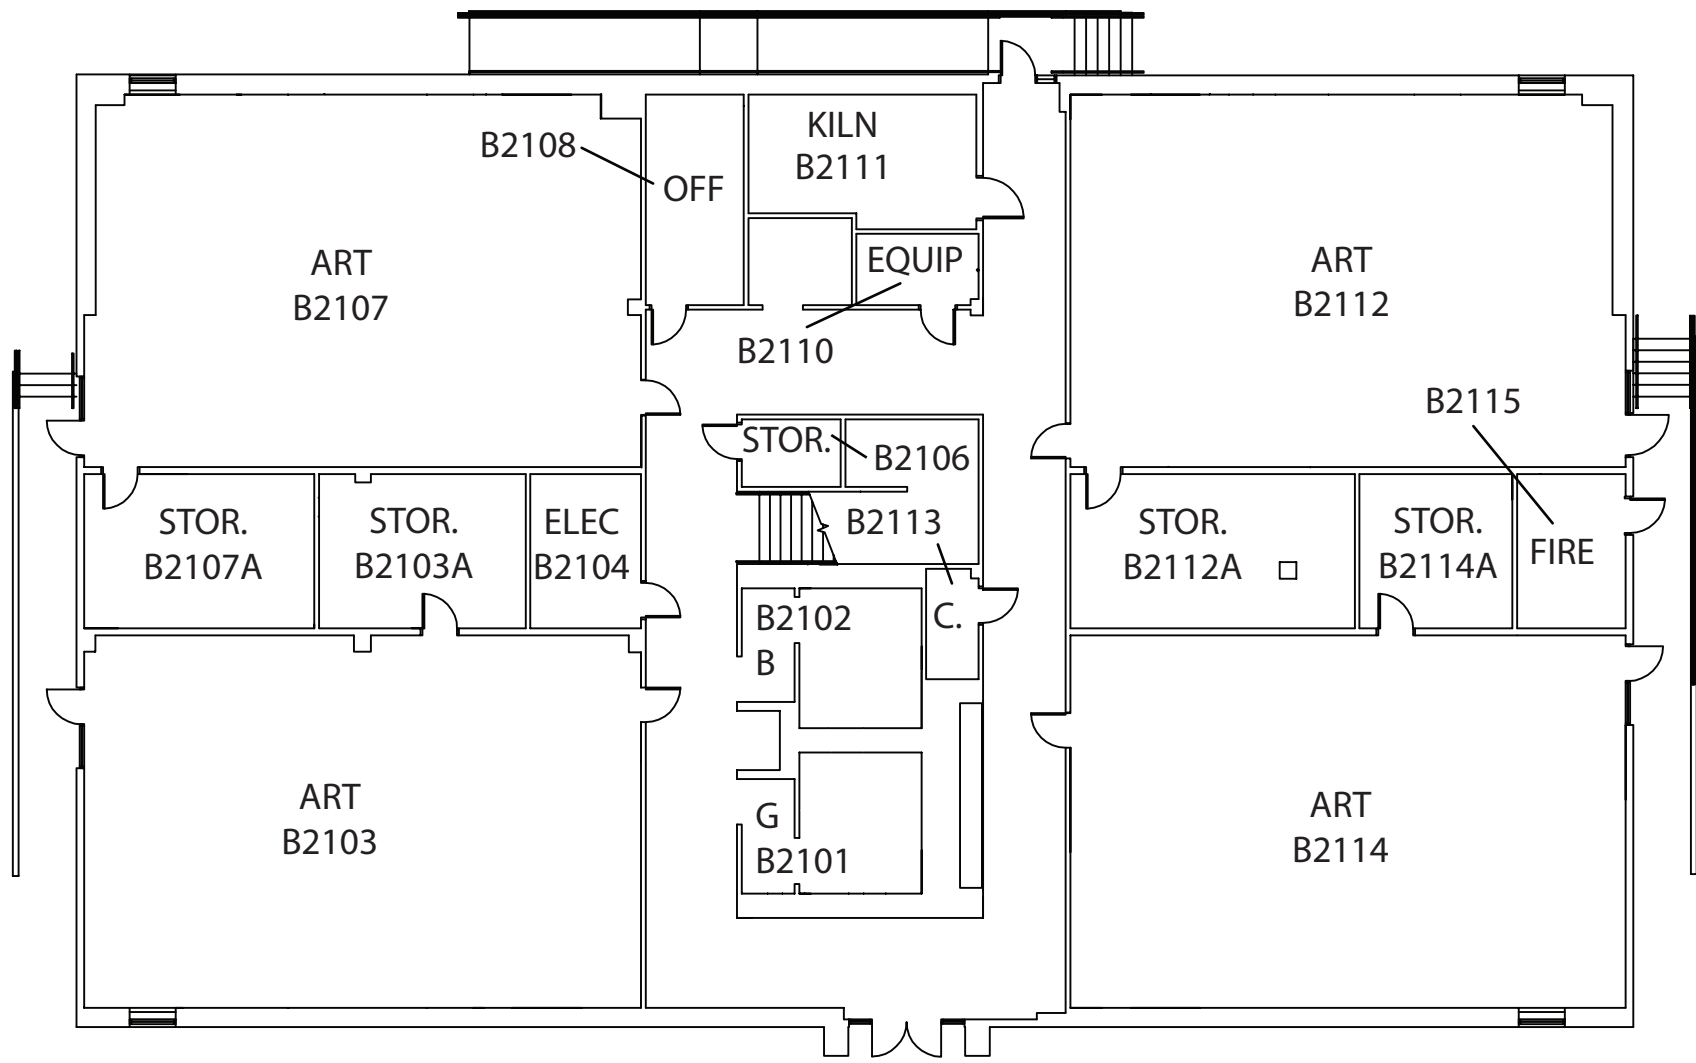 KILN
B2111
B2108
OFF
ART
B2107
EQUIP
B2110
ART
B2112
B2115
STOR.
B2106
STOR.
B2107A
STOR.
B2103A
ELEC
B2104
B2113
STOR.
B2112A
STOR.
B2114A
FIRE
B2102
B
C.
ART
B2103
G
B2101
ART
B2114